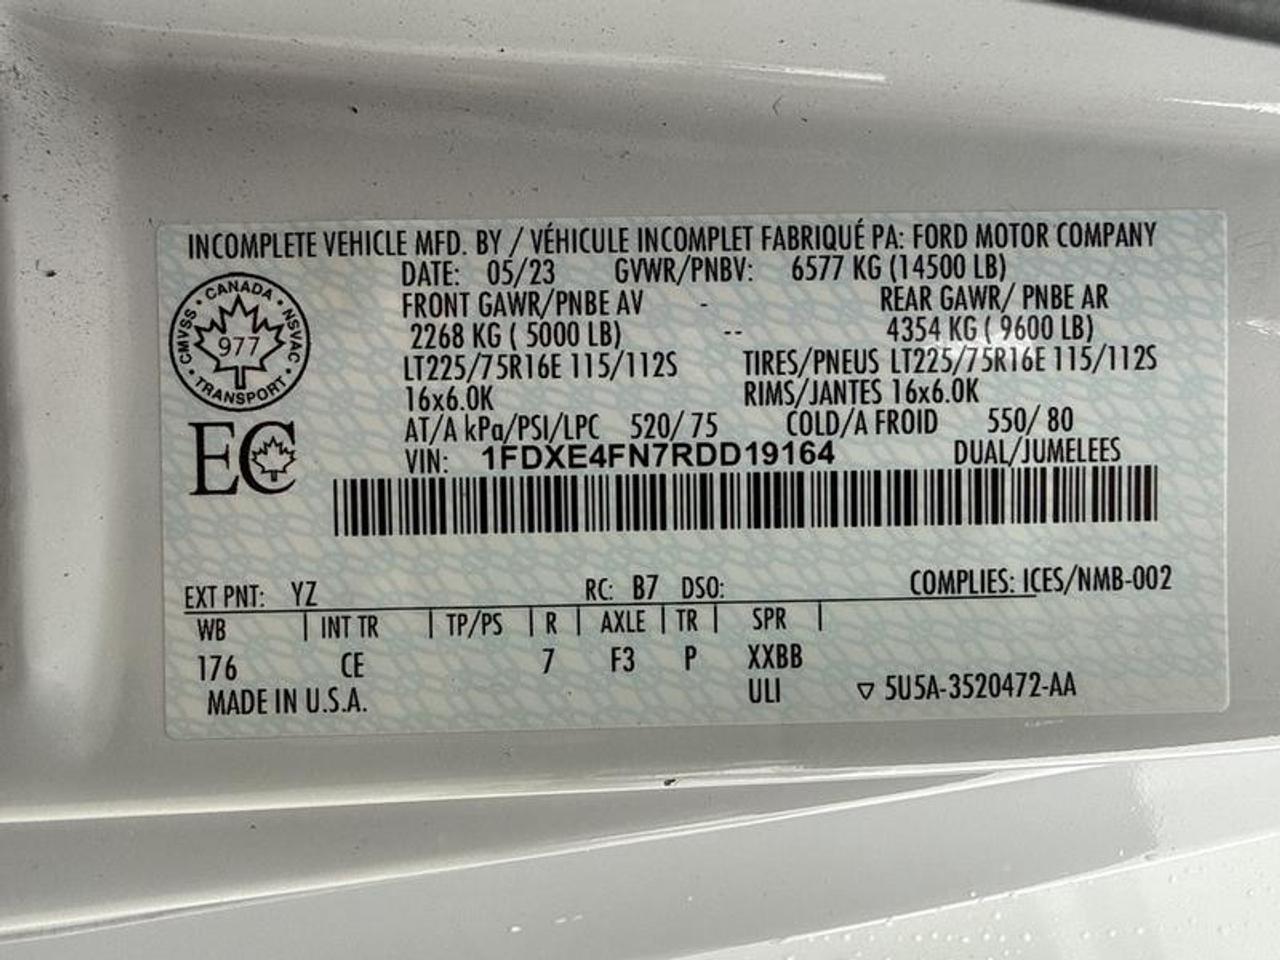 INCOMPLETE VEHICLE MFD. BY / VÉHICULE INCOMPLET FABRIQUÉ PA: FORD MOTOR COMPANY
DATE: 05/23 GVWR/PNBV: 6577 KG (14500 LB)
FRONT GAWR/PNBE AV - REAR GAWR/ PNBE AR
2268 KG ( 5000 LB) -- 4354 KG ( 9600 LB)
LT225/75R16E 115/112S TIRES/PNEUS LT225/75R16E 115/112S
16x6.0K RIMS/JANTES 16x6.0K
AT/A kPa/PSI/LPC 520/ 75 COLD/A FROID 550/ 80
VIN: 1FDXE4FN7RDD19164 DUAL/JUMELEES
CANADA
CMVSS • NSVAC
977
TRANSPORT
EC
EXT PNT: YZ RC: B7 DSO: COMPLIES: ICES/NMB-002
WB | INT TR | TP/PS | R | AXLE | TR | SPR |
176 CE 7 F3 P XXBB
MADE IN U.S.A. ULI ▽ 5U5A-3520472-AA